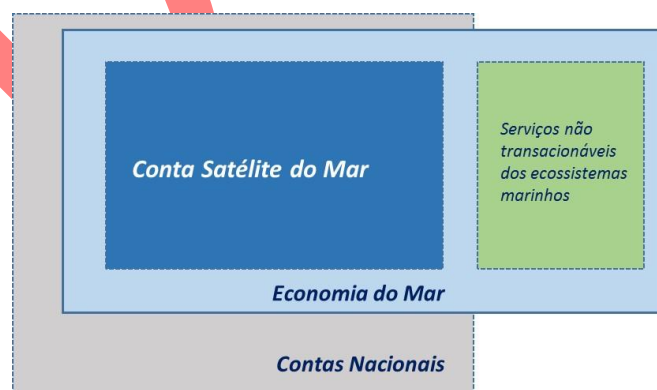 Conta Satélite do Mar
Serviços não
transacionáveis
dos ecossistemas
marinhos
Economia do Mar
Contas Nacionais